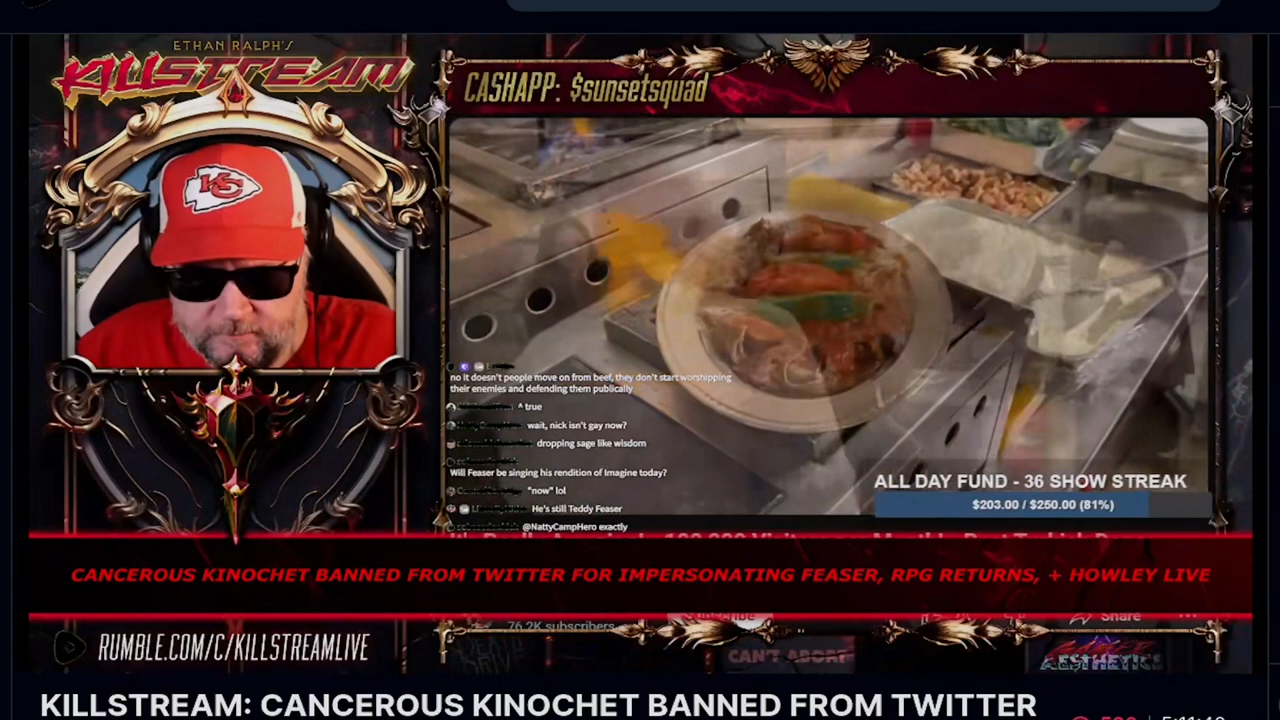 ETHAN RALPH'S
KILLSTREAM
CASHAPP: $sunsetsquad
KC
no it doesn't people move on from beef, they don't start worshipping
their enemies and defending them publically
^ true
wait, nick isn't gay now?
dropping sage like wisdom
Will Feaser be singing his rendition of Imagine today?
"now" lol
He's still Teddy Feaser
@NattyCampHero exactly
ALL DAY FUND - 36 SHOW STREAK
$203.00 / $250.00 (81%)
CANCEROUS KINOCHET BANNED FROM TWITTER FOR IMPERSONATING FEASER, RPG RETURNS, + HOWLEY LIVE
76.2K subscribers
Subscribe
Share
RUMBLE.COM/C/KILLSTREAMLIVE
CAN'T ABORT
GAMER
AESTHETICS
KILLSTREAM: CANCEROUS KINOCHET BANNED FROM TWITTER